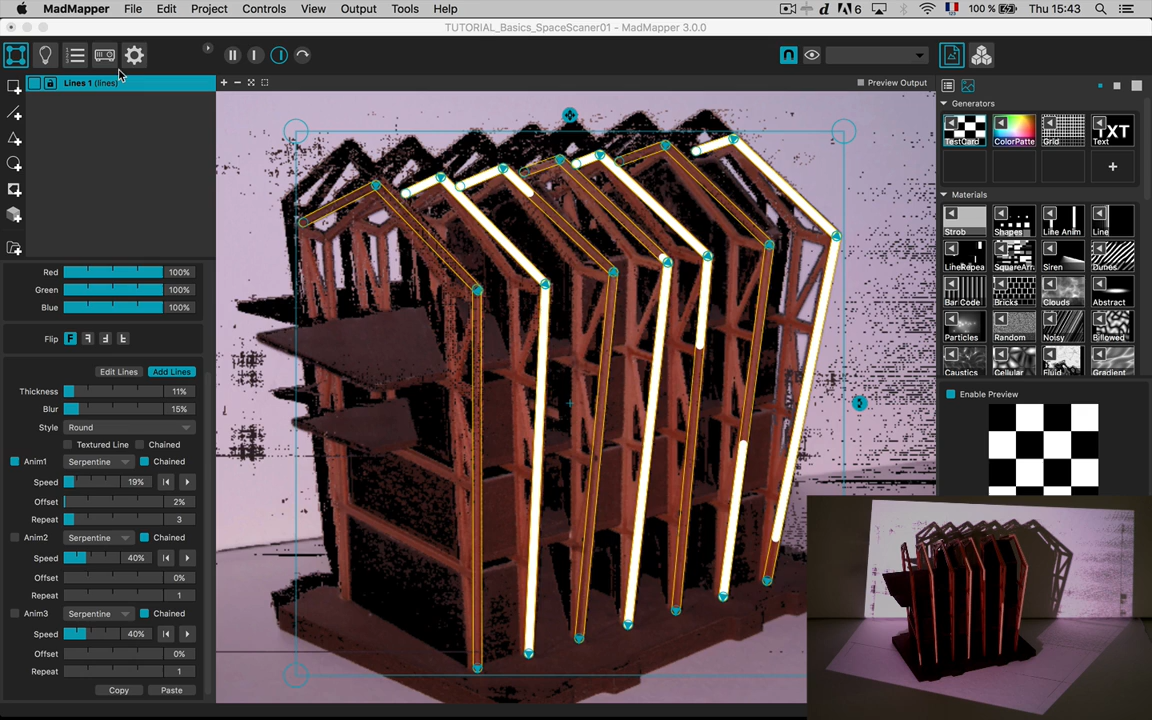 MadMapper File Edit Project Controls View Output Tools Help 6 100 % Thu 15:43
TUTORIAL_Basics_SpaceScaner01 - MadMapper 3.0.0
Lines 1 (lines)
Preview Output
Generators
TestCard ColorPatte Grid Text
TXT
Materials
Strob Shapes Line Anim Line
LineRepea SquareArra Siren Dunes
Bar Code Bricks Clouds Abstract
Particles Random Noisy Billowed
Caustics Cellular Fluid Gradient
Enable Preview
Red 100%
Green 100%
Blue 100%
Flip F F F F
Edit Lines Add Lines
Thickness 11%
Blur 15%
Style Round
Textured Line Chained
Anim1 Serpentine Chained
Speed 19%
Offset 2%
Repeat 3
Anim2 Serpentine Chained
Speed 40%
Offset 0%
Repeat 1
Anim3 Serpentine Chained
Speed 40%
Offset 0%
Repeat 1
Copy Paste